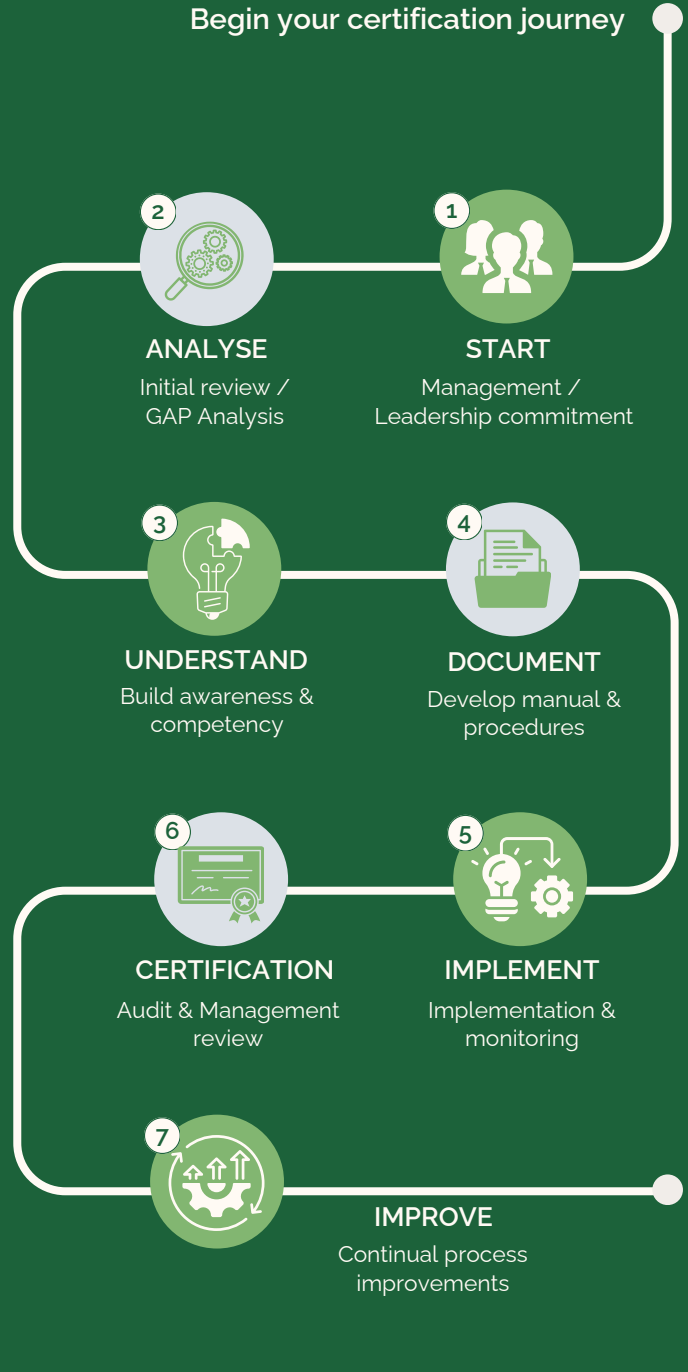 Begin your certification journey
1
START
Management /
Leadership commitment
2
ANALYSE
Initial review /
GAP Analysis
3
UNDERSTAND
Build awareness &
competency
4
DOCUMENT
Develop manual &
procedures
5
IMPLEMENT
Implementation &
monitoring
6
CERTIFICATION
Audit & Management
review
7
IMPROVE
Continual process
improvements